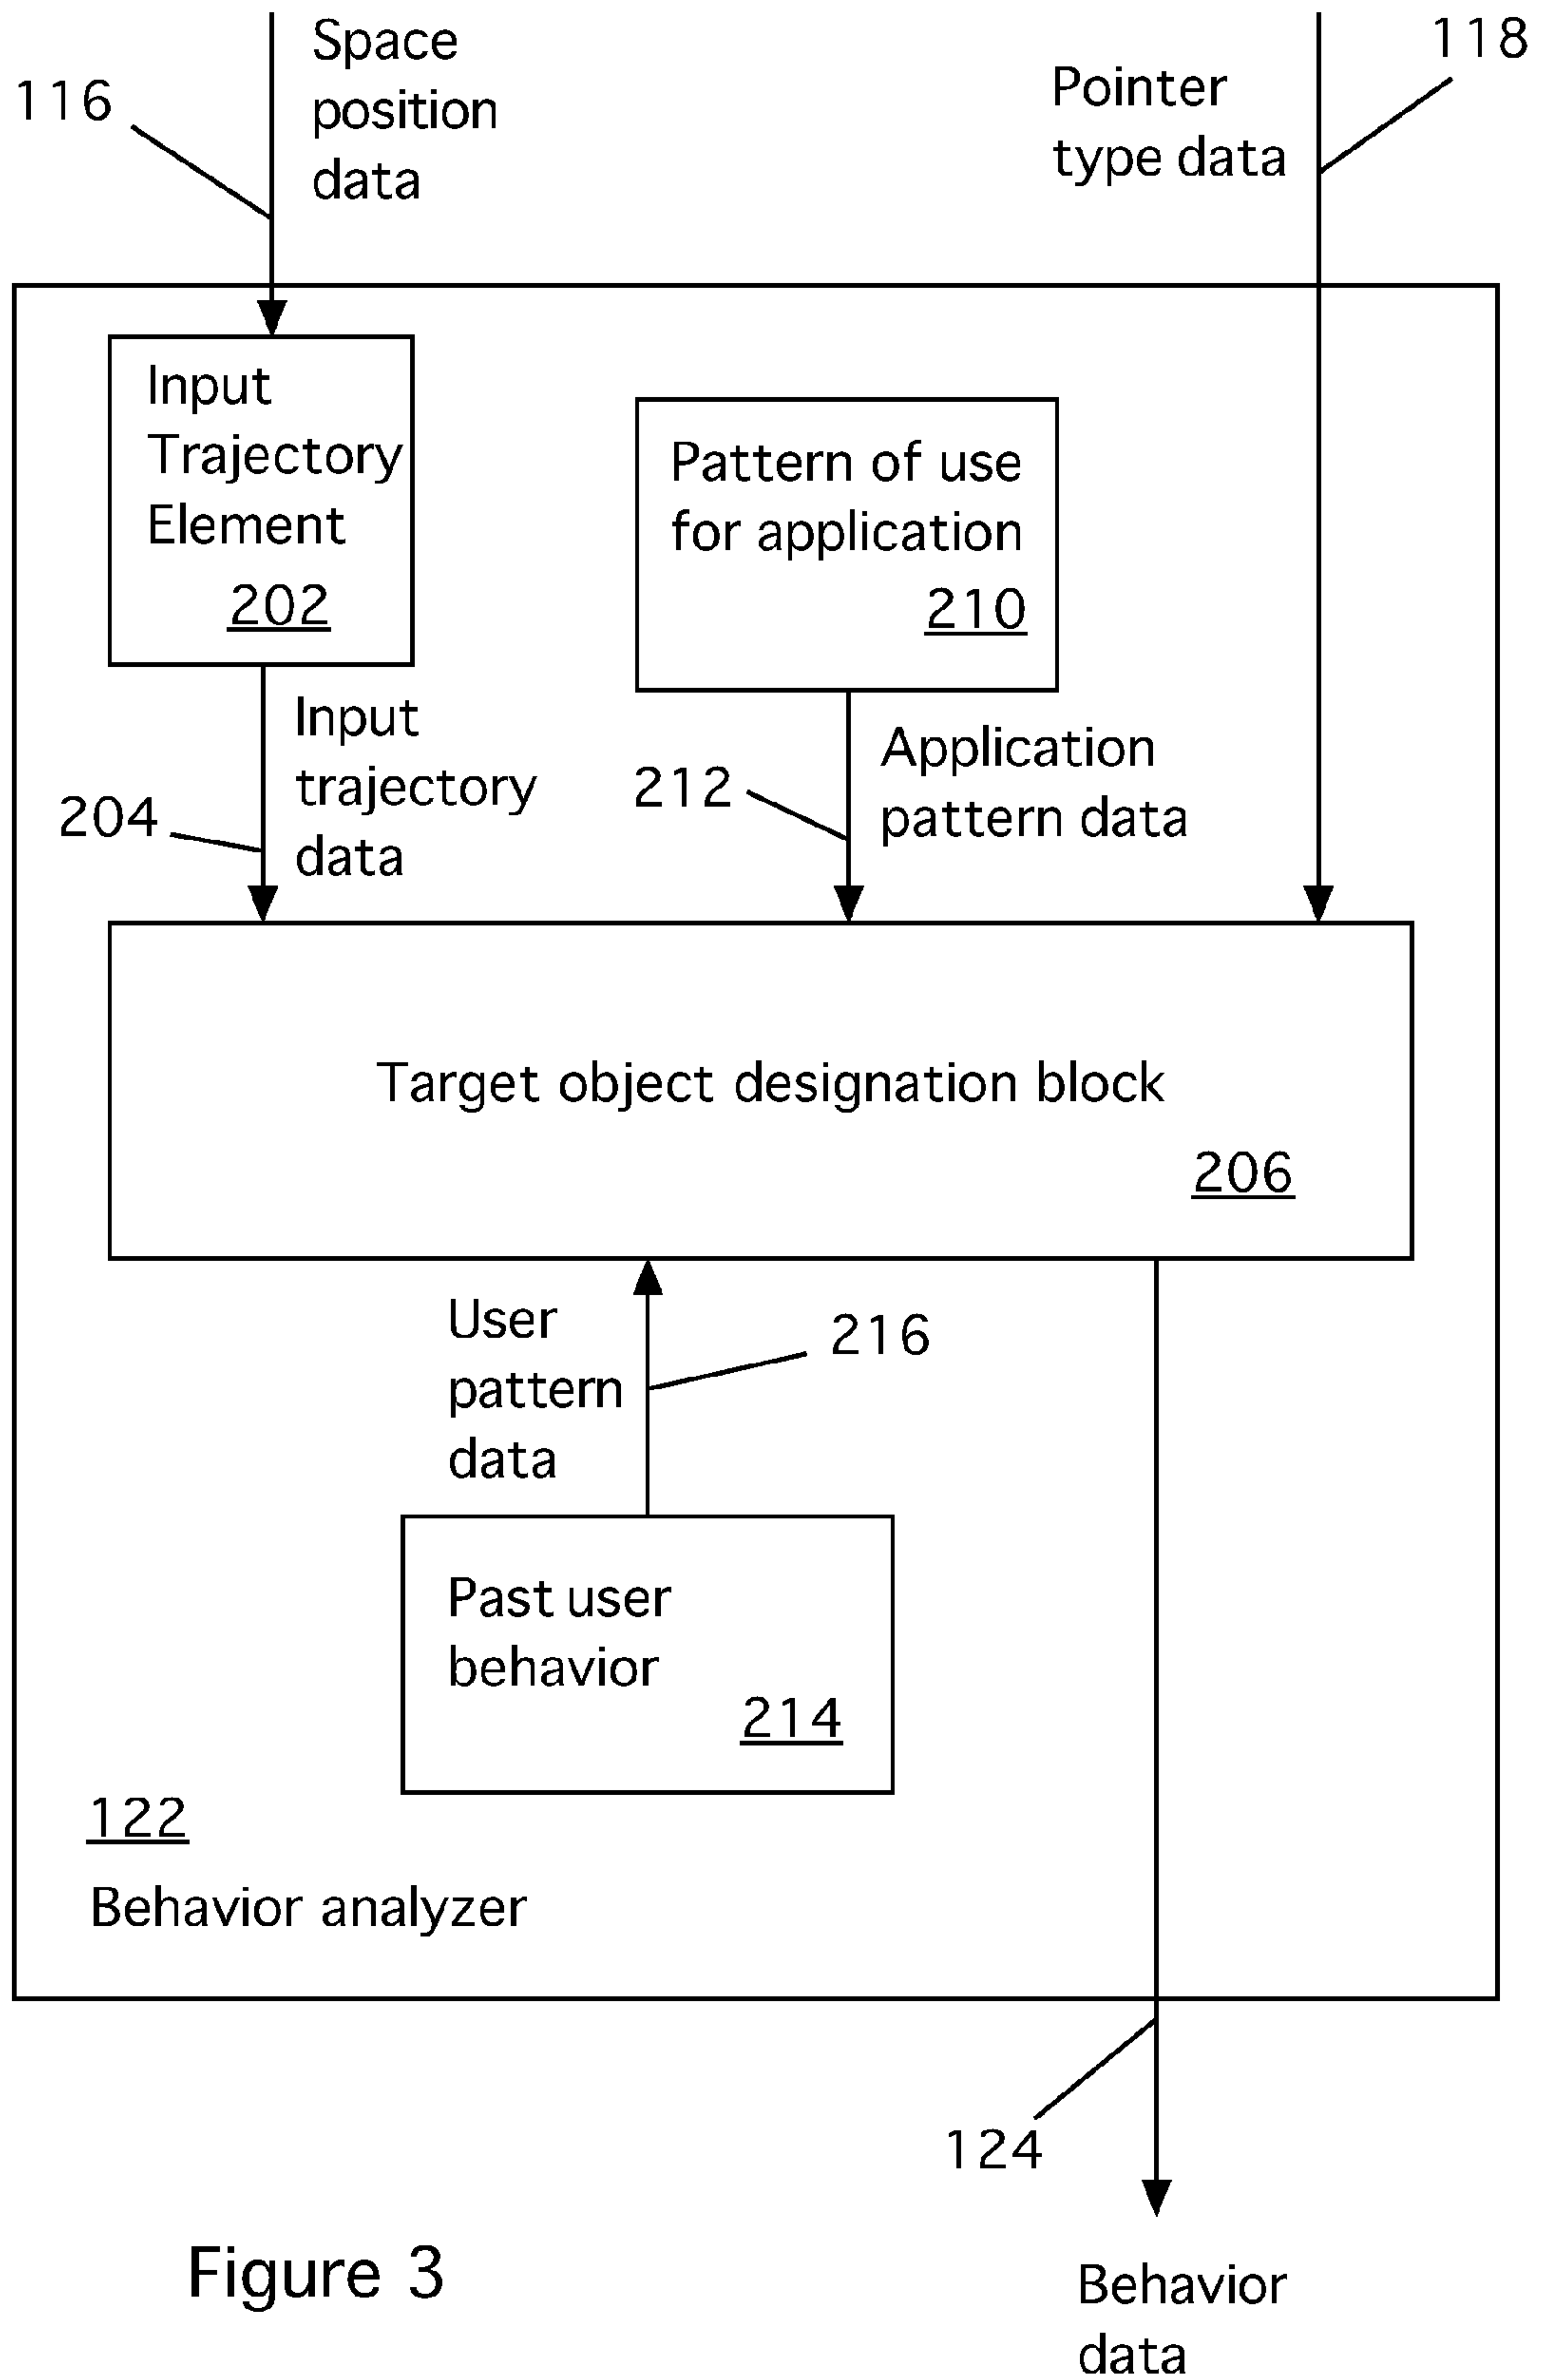 Space
position
data
116
Pointer
type data
118
Input
Trajectory
Element
202
Pattern of use
for application
210
Input
trajectory
data
204
212
Application
pattern data
Target object designation block
206
User
pattern
data
216
Past user
behavior
214
122
Behavior analyzer
124
Figure 3
Behavior
data